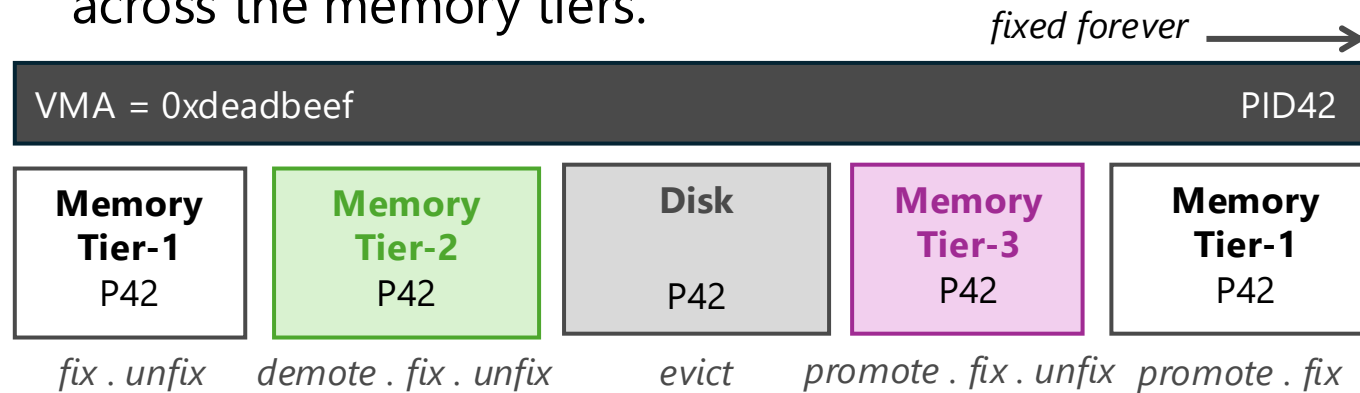 across the memory tiers.
fixed forever
VMA = 0xdeadbeef PID42
Memory Tier-1 P42
Memory Tier-2 P42
Disk P42
Memory Tier-3 P42
Memory Tier-1 P42
fix . unfix demote . fix . unfix evict promote . fix . unfix promote . fix